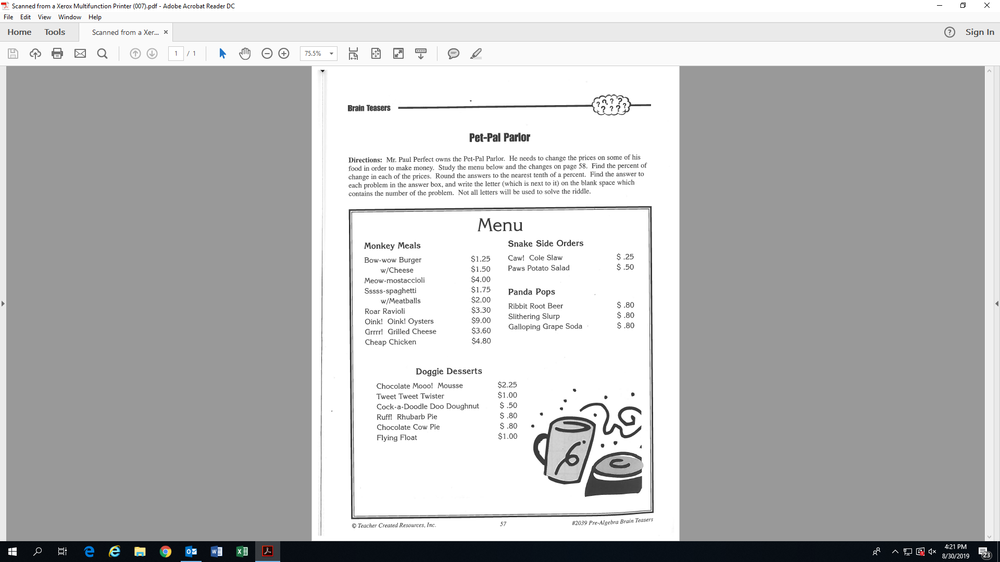 Scanned from a Xerox Multifunction Printer (007).pdf - Adobe Acrobat Reader DC
File Edit View Window Help
Home Tools Scanned from a Xer... × ? Sign In
1 / 1 75.5%
Brain Teasers
Pet-Pal Parlor
Directions: Mr. Paul Perfect owns the Pet-Pal Parlor. He needs to change the prices on some of his
food in order to make money. Study the menu below and the changes on page 58. Find the percent of
change in each of the prices. Round the answers to the nearest tenth of a percent. Find the answer to
each problem in the answer box, and write the letter (which is next to it) on the blank space which
contains the number of the problem. Not all letters will be used to solve the riddle.
Menu
Monkey Meals
Bow-wow Burger $1.25
w/Cheese $1.50
Meow-mostaccioli $4.00
Sssss-spaghetti $1.75
w/Meatballs $2.00
Roar Ravioli $3.30
Oink! Oink! Oysters $9.00
Grrrr! Grilled Cheese $3.60
Cheap Chicken $4.80
Snake Side Orders
Caw! Cole Slaw $ .25
Paws Potato Salad $ .50
Panda Pops
Ribbit Root Beer $ .80
Slithering Slurp $ .80
Galloping Grape Soda $ .80
Doggie Desserts
Chocolate Mooo! Mousse $2.25
Tweet Tweet Twister $1.00
Cock-a-Doodle Doo Doughnut $ .50
Ruff! Rhubarb Pie $ .80
Chocolate Cow Pie $ .80
Flying Float $1.00
© Teacher Created Resources, Inc. 57 #2039 Pre-Algebra Brain Teasers
4:21 PM
8/30/2019
23